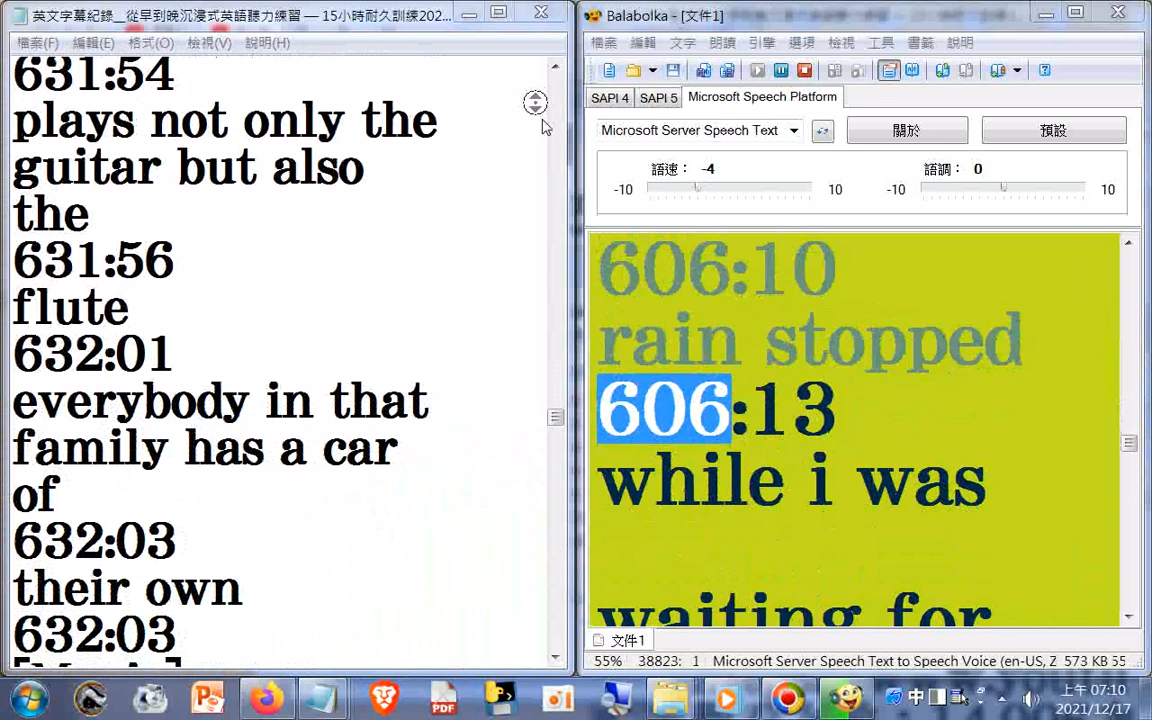 英文字幕紀錄__從早到晚沉浸式英語聽力練習 — 15小時耐久訓練202...
檔案(F) 編輯(E) 格式(O) 檢視(V) 說明(H)
631:54
plays not only the
guitar but also
the
631:56
flute
632:01
everybody in that
family has a car
of
632:03
their own
632:03
Balabolka - [文件1]
檔案 編輯 文字 朗讀 引擎 選項 檢視 工具 書籤 說明
SAPI 4 SAPI 5 Microsoft Speech Platform
Microsoft Server Speech Text 關於 預設
語速： -4 語調： 0
-10 10 -10 10
606:10
rain stopped
606:13
while i was
waiting for
文件1
55% 38823: 1 Microsoft Server Speech Text to Speech Voice (en-US, Z 573 KB 55
中 上午 07:10
2021/12/17